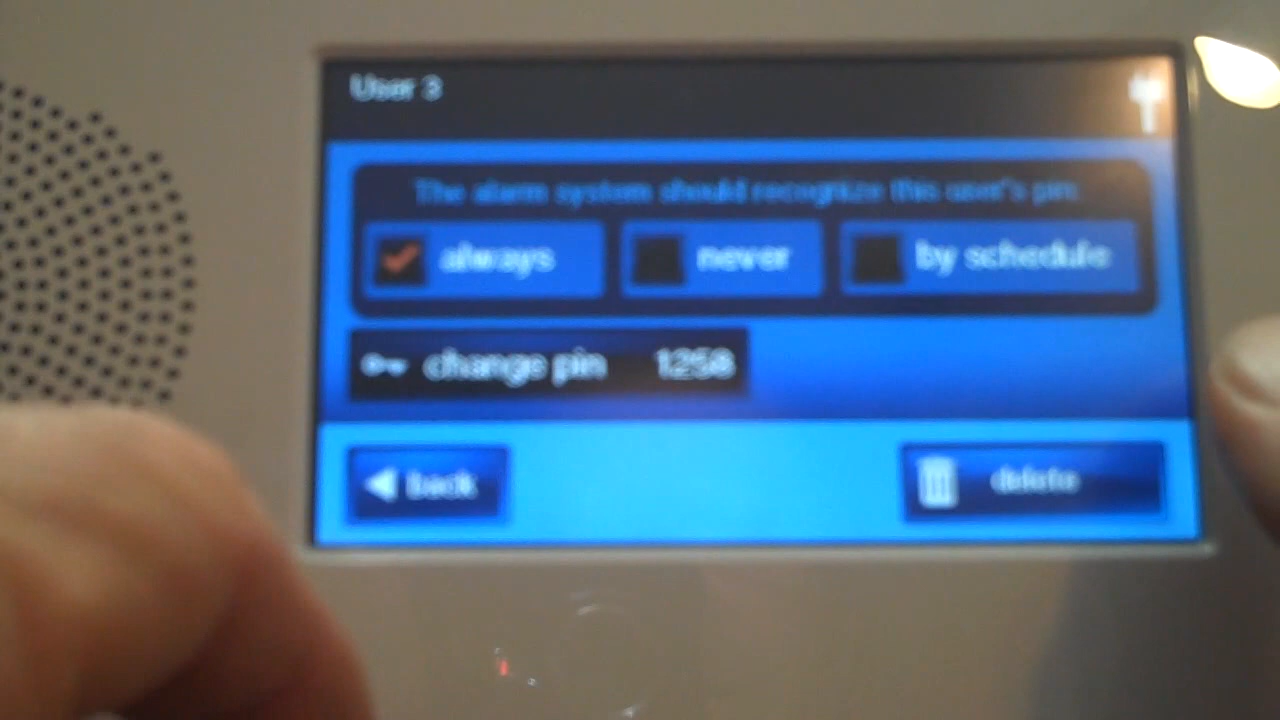 User 3
The alarm system should recognize this user's pin:
always never by schedule
change pin 1258
back delete